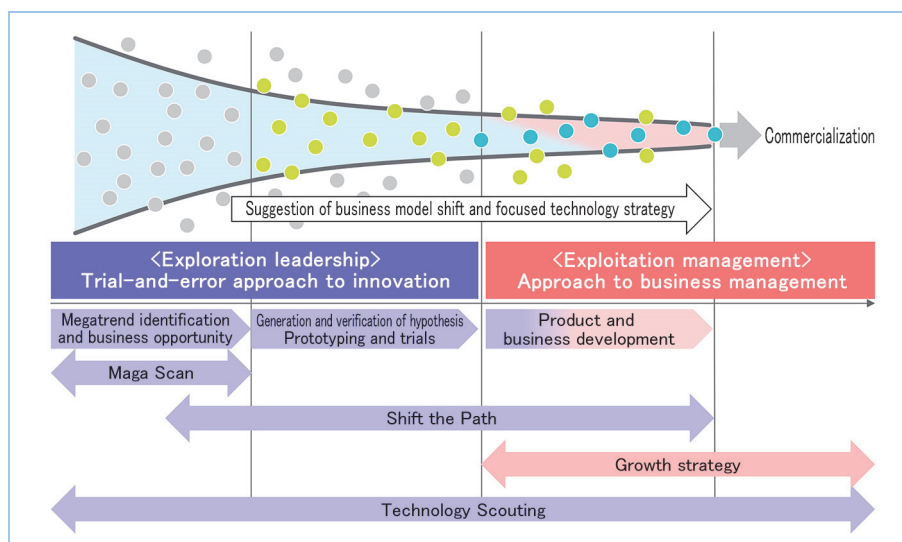 Commercialization
Suggestion of business model shift and focused technology strategy
<Exploration leadership>
Trial-and-error approach to innovation
<Exploitation management>
Approach to business management
Megatrend identification
and business opportunity
Generation and verification of hypothesis
Prototyping and trials
Product and
business development
Maga Scan
Shift the Path
Growth strategy
Technology Scouting